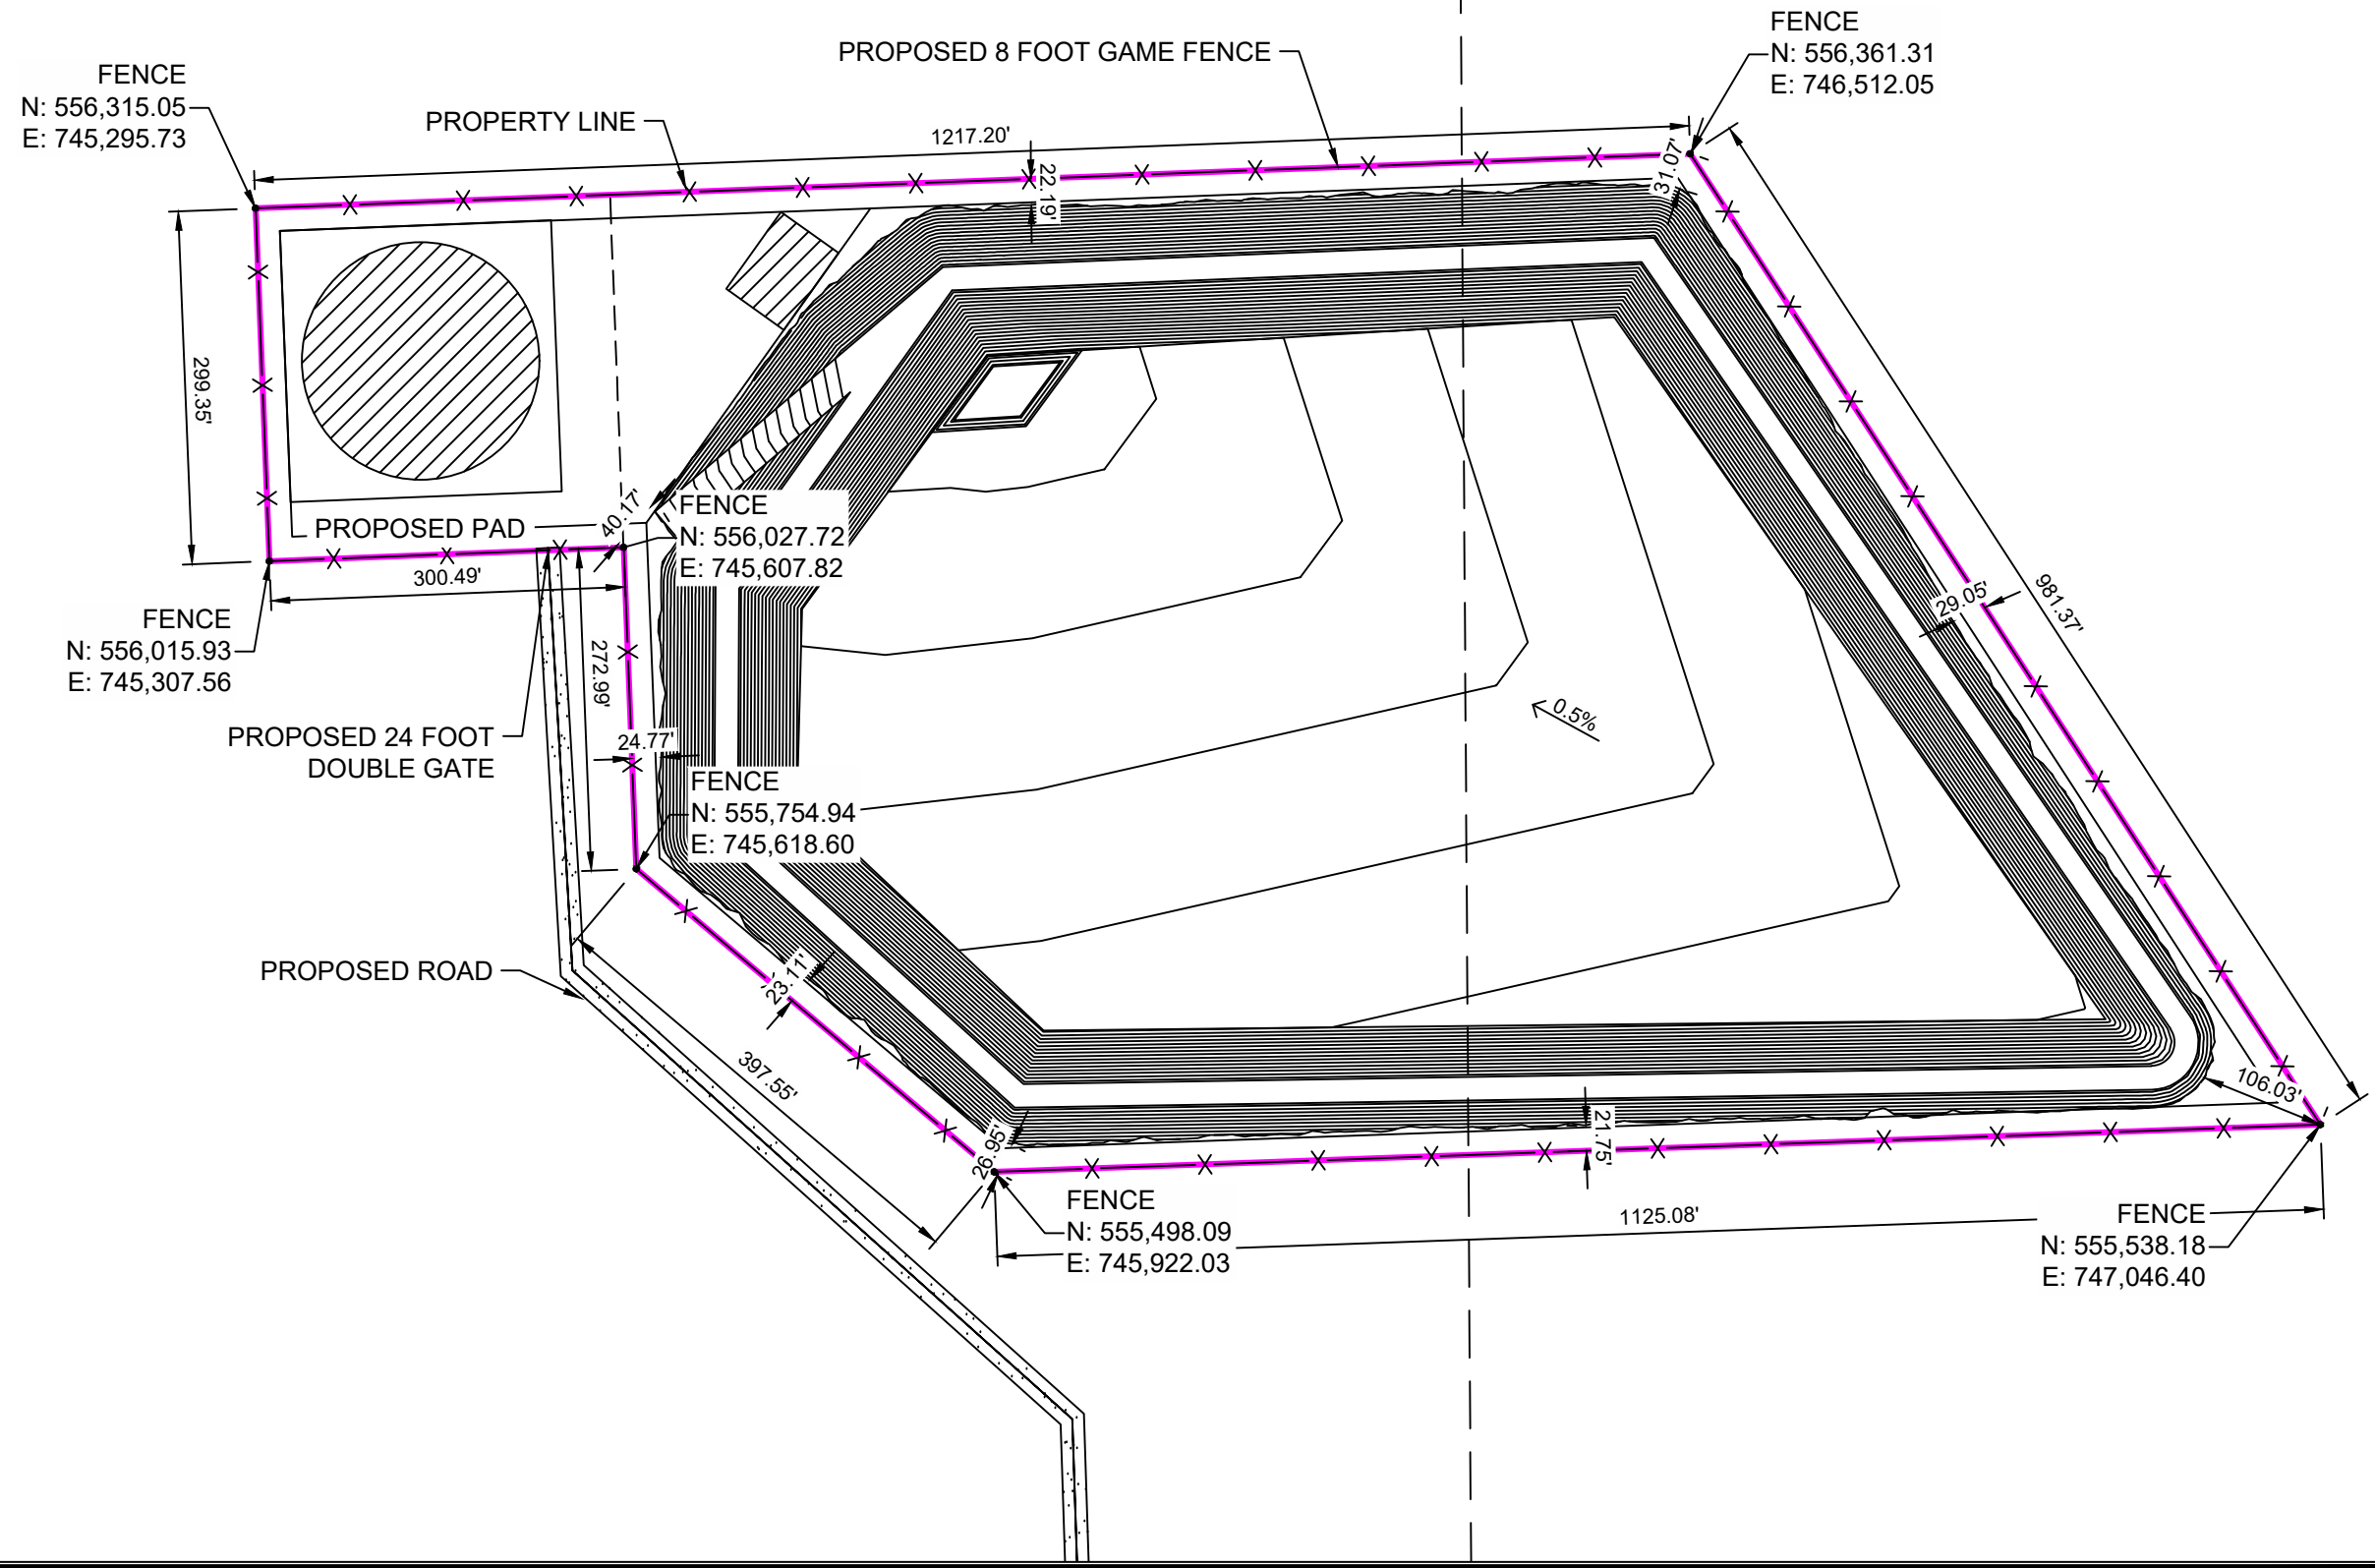 FENCE
N: 556,361.31
E: 746,512.05
PROPOSED 8 FOOT GAME FENCE
FENCE
N: 556,315.05
E: 745,295.73
PROPERTY LINE
1217.20'
22.19'
31.07'
299.35'
PROPOSED PAD
40.17'
FENCE
N: 556,027.72
E: 745,607.82
300.49'
FENCE
N: 556,015.93
E: 745,307.56
272.99'
29.05'
981.37'
PROPOSED 24 FOOT
DOUBLE GATE
24.77'
0.5%
FENCE
N: 555,754.94
E: 745,618.60
PROPOSED ROAD
23.11'
397.55'
106.03'
26.95'
21.75'
FENCE
N: 555,498.09
E: 745,922.03
1125.08'
FENCE
N: 555,538.18
E: 747,046.40